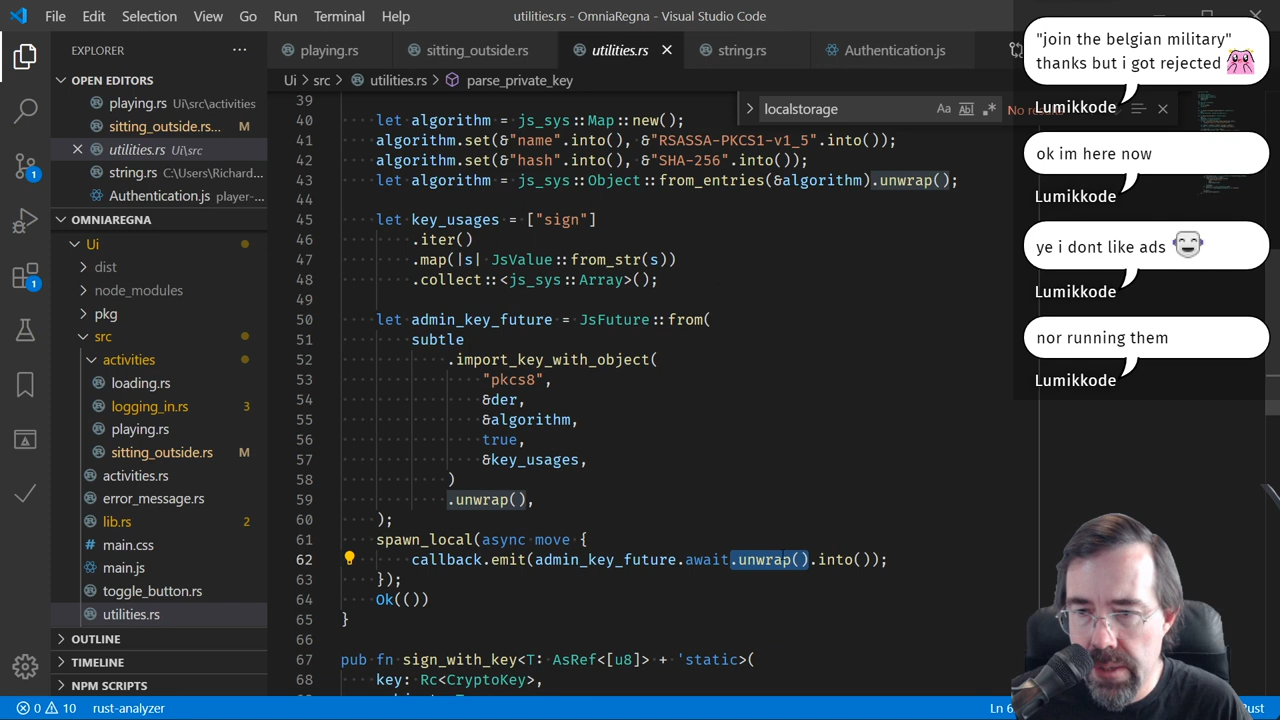 File Edit Selection View Go Run Terminal Help utilities.rs - OmniaRegna - Visual Studio Code
EXPLORER
OPEN EDITORS
playing.rs Ui\src\activities
sitting_outside.rs... M
utilities.rs Ui\src
string.rs C:\Users\Richard...
Authentication.js player-...
OMNIAREGNA
Ui
dist
node_modules
pkg
src
activities
loading.rs
logging_in.rs 3
playing.rs
sitting_outside.rs M
activities.rs
error_message.rs
lib.rs 2
main.css
main.js
toggle_button.rs
utilities.rs
OUTLINE
TIMELINE
NPM SCRIPTS
1
1
playing.rs sitting_outside.rs utilities.rs string.rs Authentication.js
Ui > src > utilities.rs > parse_private_key
localstorage Aa ab No re
39
40 let algorithm = js_sys::Map::new();
41 algorithm.set(&"name".into(), &"RSASSA-PKCS1-v1_5".into());
42 algorithm.set(&"hash".into(), &"SHA-256".into());
43 let algorithm = js_sys::Object::from_entries(&algorithm).unwrap();
44
45 let key_usages = ["sign"]
46 .iter()
47 .map(|s| JsValue::from_str(s))
48 .collect::<js_sys::Array>();
49
50 let admin_key_future = JsFuture::from(
51 subtle
52 .import_key_with_object(
53 "pkcs8",
54 &der,
55 &algorithm,
56 true,
57 &key_usages,
58 )
59 .unwrap(),
60 );
61 spawn_local(async move {
62 callback.emit(admin_key_future.await.unwrap().into());
63 });
64 Ok(())
65 }
66
67 pub fn sign_with_key<T: AsRef<[u8]> + 'static>(
68 key: Rc<CryptoKey>,
"join the belgian military"
thanks but i got rejected
Lumikkode
ok im here now
Lumikkode
ye i dont like ads
Lumikkode
nor running them
Lumikkode
0 10 rust-analyzer Ln 6 Rust